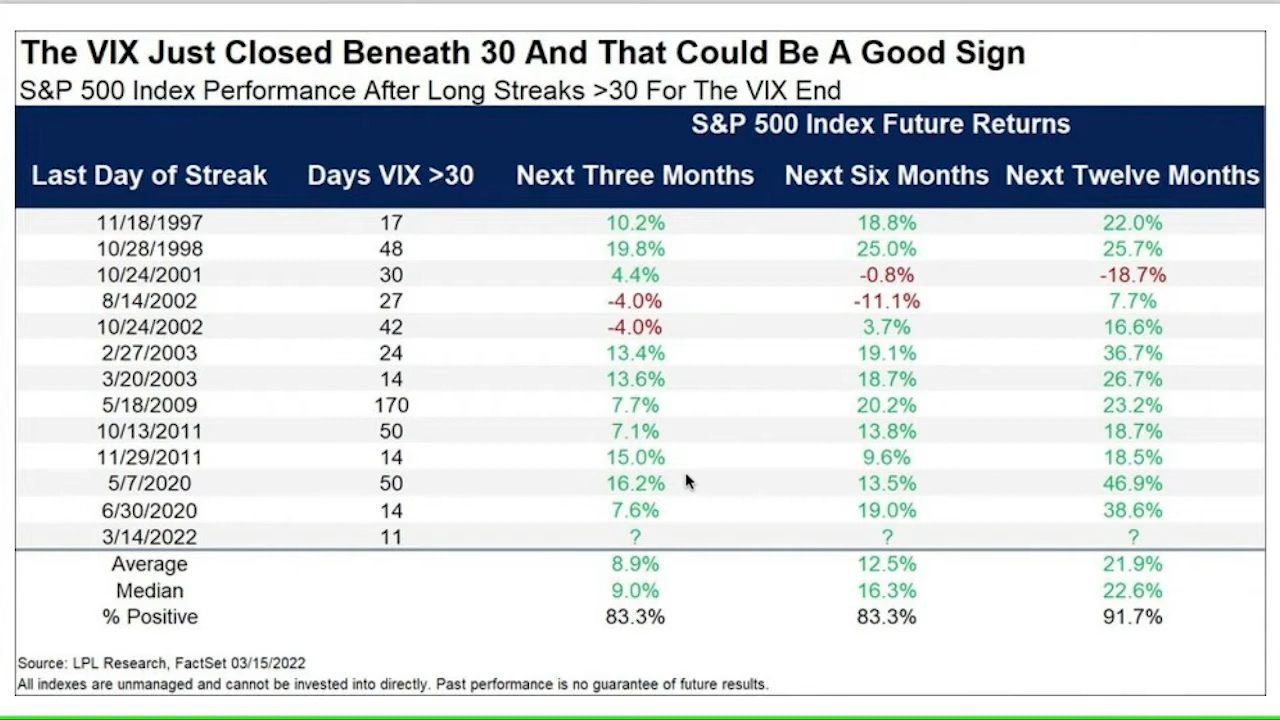 The VIX Just Closed Beneath 30 And That Could Be A Good Sign
S&P 500 Index Performance After Long Streaks >30 For The VIX End
S&P 500 Index Future Returns
Last Day of Streak Days VIX >30 Next Three Months Next Six Months Next Twelve Months
11/18/1997 17 10.2% 18.8% 22.0%
10/28/1998 48 19.8% 25.0% 25.7%
10/24/2001 30 4.4% -0.8% -18.7%
8/14/2002 27 -4.0% -11.1% 7.7%
10/24/2002 42 -4.0% 3.7% 16.6%
2/27/2003 24 13.4% 19.1% 36.7%
3/20/2003 14 13.6% 18.7% 26.7%
5/18/2009 170 7.7% 20.2% 23.2%
10/13/2011 50 7.1% 13.8% 18.7%
11/29/2011 14 15.0% 9.6% 18.5%
5/7/2020 50 16.2% 13.5% 46.9%
6/30/2020 14 7.6% 19.0% 38.6%
3/14/2022 11 ? ? ?
Average 8.9% 12.5% 21.9%
Median 9.0% 16.3% 22.6%
% Positive 83.3% 83.3% 91.7%
Source: LPL Research, FactSet 03/15/2022
All indexes are unmanaged and cannot be invested into directly. Past performance is no guarantee of future results.